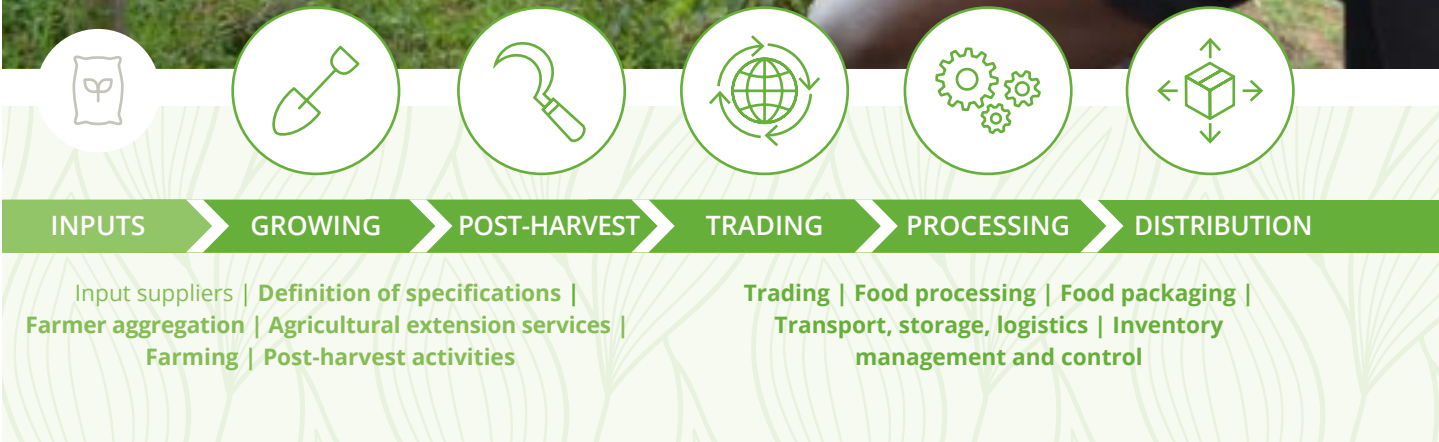 INPUTS GROWING POST-HARVEST TRADING PROCESSING DISTRIBUTION
Input suppliers | Definition of specifications |
Farmer aggregation | Agricultural extension services |
Farming | Post-harvest activities
Trading | Food processing | Food packaging |
Transport, storage, logistics | Inventory
management and control